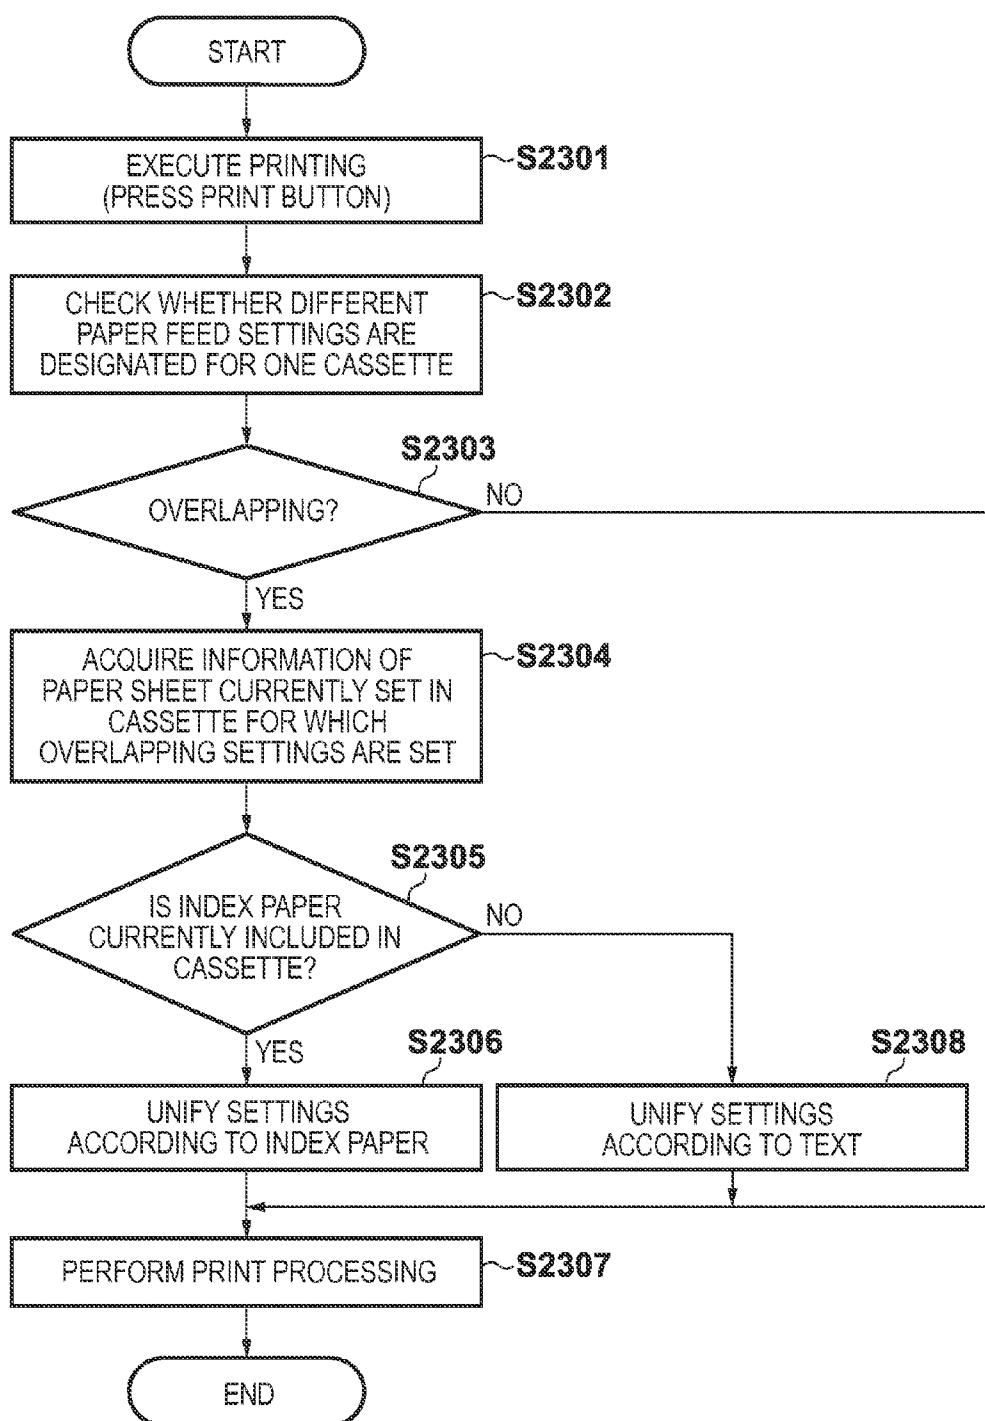 START
EXECUTE PRINTING
(PRESS PRINT BUTTON)
S2301
CHECK WHETHER DIFFERENT
PAPER FEED SETTINGS ARE
DESIGNATED FOR ONE CASSETTE
S2302
S2303
OVERLAPPING?
NO
YES
ACQUIRE INFORMATION OF
PAPER SHEET CURRENTLY SET IN
CASSETTE FOR WHICH
OVERLAPPING SETTINGS ARE SET
S2304
S2305
IS INDEX PAPER
CURRENTLY INCLUDED IN
CASSETTE?
NO
YES
S2306
UNIFY SETTINGS
ACCORDING TO INDEX PAPER
S2308
UNIFY SETTINGS
ACCORDING TO TEXT
PERFORM PRINT PROCESSING
S2307
END